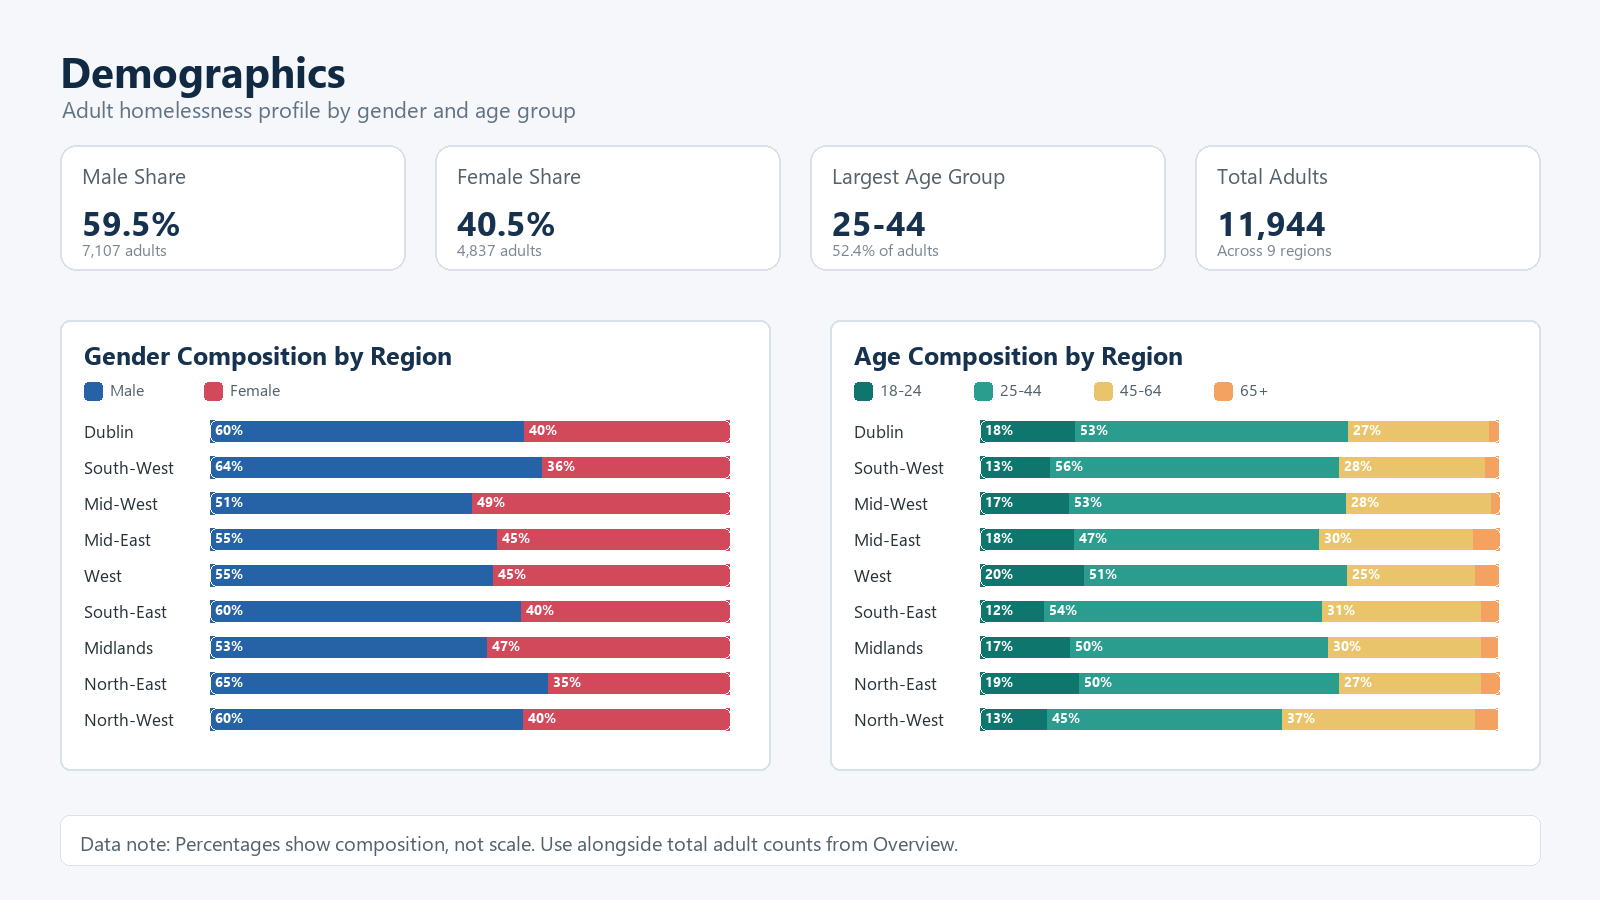 Demographics
Adult homelessness profile by gender and age group
Male Share
59.5%
7,107 adults
Female Share
40.5%
4,837 adults
Largest Age Group
25-44
52.4% of adults
Total Adults
11,944
Across 9 regions
Gender Composition by Region
Male Female
Dublin 60% 40%
South-West 64% 36%
Mid-West 51% 49%
Mid-East 55% 45%
West 55% 45%
South-East 60% 40%
Midlands 53% 47%
North-East 65% 35%
North-West 60% 40%
Age Composition by Region
18-24 25-44 45-64 65+
Dublin 18% 53% 27%
South-West 13% 56% 28%
Mid-West 17% 53% 28%
Mid-East 18% 47% 30%
West 20% 51% 25%
South-East 12% 54% 31%
Midlands 17% 50% 30%
North-East 19% 50% 27%
North-West 13% 45% 37%
Data note: Percentages show composition, not scale. Use alongside total adult counts from Overview.